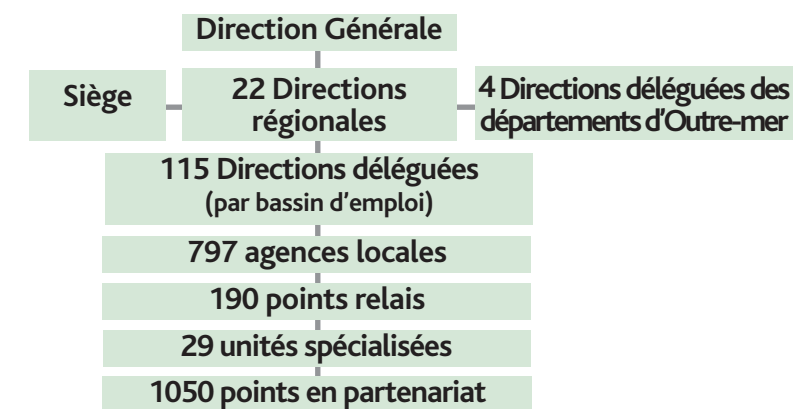 Direction Générale
Siège
22 Directions
régionales
4 Directions déléguées des
départements d'Outre-mer
115 Directions déléguées
(par bassin d'emploi)
797 agences locales
190 points relais
29 unités spécialisées
1050 points en partenariat